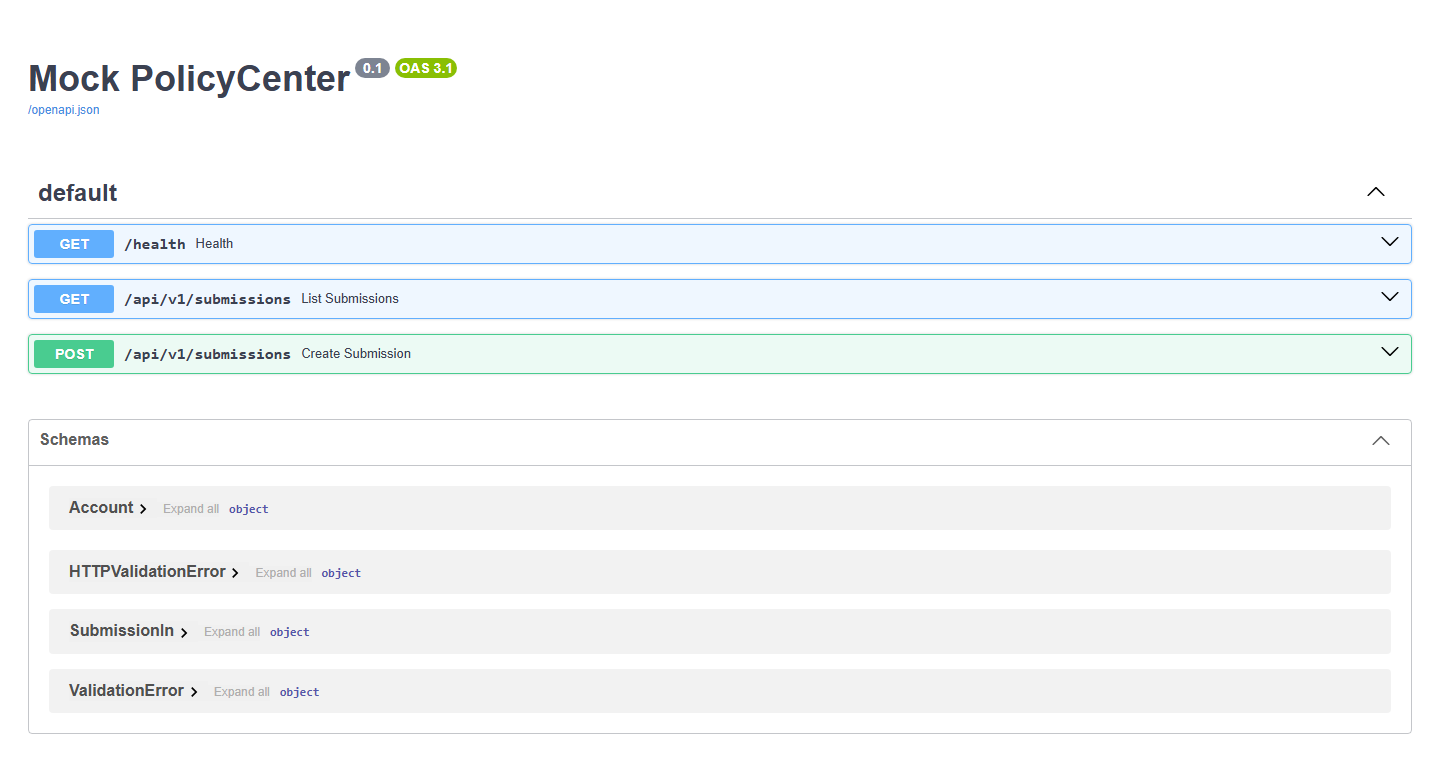 Mock PolicyCenter 0.1 OAS 3.1
/openapi.json
default
GET /health Health
GET /api/v1/submissions List Submissions
POST /api/v1/submissions Create Submission
Schemas
Account Expand all object
HTTPValidationError Expand all object
SubmissionIn Expand all object
ValidationError Expand all object